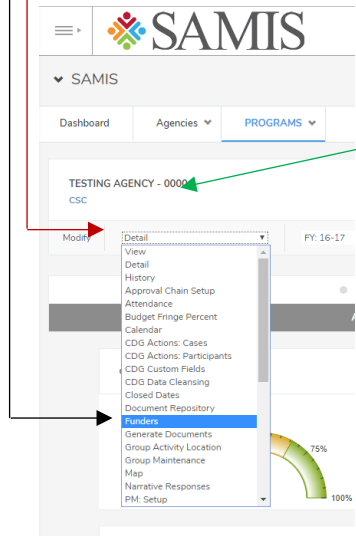 SAMIS
SAMIS
Dashboard Agencies PROGRAMS
TESTING AGENCY - 0000
CSC
Modify Detail FY: 16-17
View
Detail
History
Approval Chain Setup
Attendance
Budget Fringe Percent
Calendar
CDG Actions: Cases
CDG Actions: Participants
CDG Custom Fields
CDG Data Cleansing
Closed Dates
Document Repository
Funders
Generate Documents
Group Activity Location
Group Maintenance
Map
Narrative Responses
PM: Setup
75%
100%